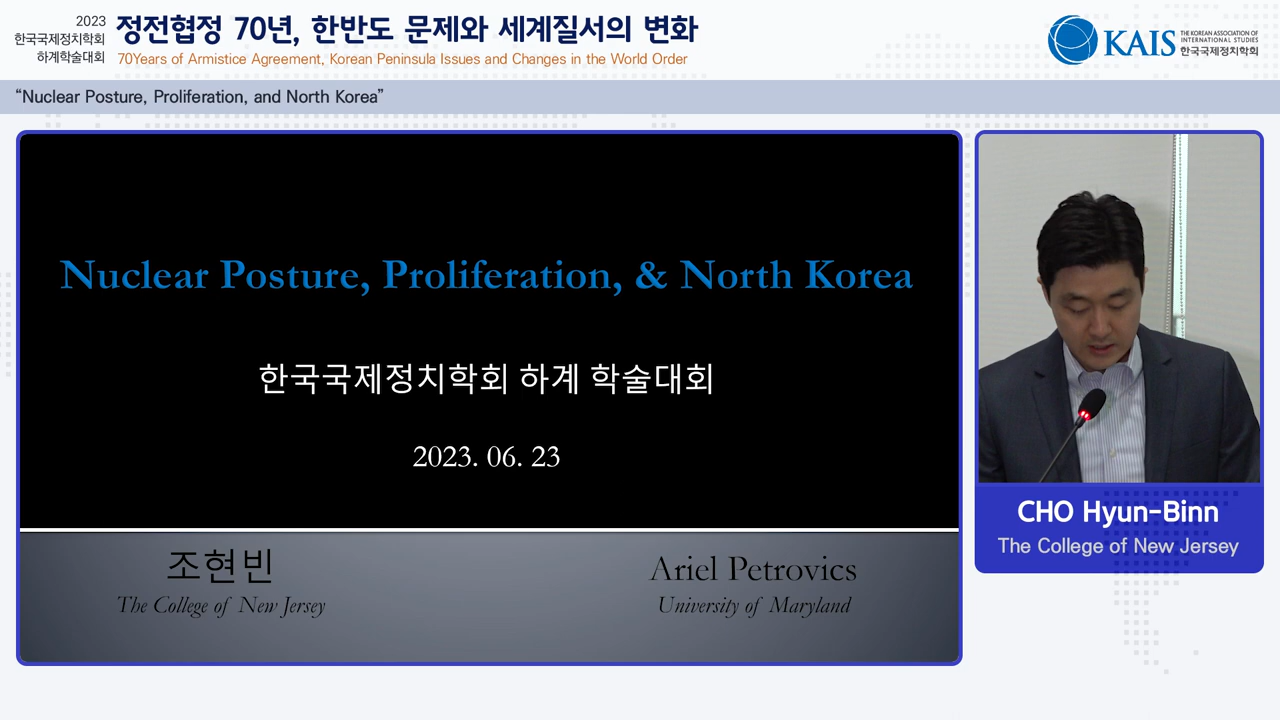 2023
한국국제정치학회
하계학술대회
정전협정 70년, 한반도 문제와 세계질서의 변화
70Years of Armistice Agreement, Korean Peninsula Issues and Changes in the World Order
KAIS
THE KOREAN ASSOCIATION OF
INTERNATIONAL STUDIES
한국국제정치학회
“Nuclear Posture, Proliferation, and North Korea”
Nuclear Posture, Proliferation, & North Korea
한국국제정치학회 하계 학술대회
2023. 06. 23
조현빈
The College of New Jersey
Ariel Petrovics
University of Maryland
CHO Hyun-Binn
The College of New Jersey